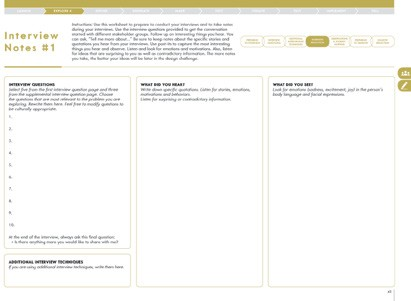 Interview
Notes #1
Instructions: Use this worksheet to prepare to conduct your interviews and to take notes
during your interview. Use the interview questions provided to get the conversation
started with different stakeholder groups. Follow up on interesting things you hear. You
can ask, "Tell me more about..." Be sure to keep notes about the specific stories and
quotations you hear from your interviews. Use post-its to capture the most interesting
things you hear and observe. Listen and look for emotions and motivations. Also, listen
for ideas that are surprising to you as well as contradictory information. The more notes
you take, the better your ideas will be later in the design challenge.
INTERVIEW QUESTIONS
Select five from the first interview question page and three
from the supplemental interview question page. Choose
the questions that are most relevant to the problem you are
exploring. Rewrite them here. Feel free to modify questions to
be culturally appropriate.
1.
2.
3.
4.
5.
6.
7.
8.
9.
10.
At the end of the interview, always ask this final question:
• Is there anything more you would like to share with me?
WHAT DID YOU HEAR?
Write down specific quotations. Listen for stories, emotions,
motivations and behaviors.
Listen for surprising or contradictory information.
WHAT DID YOU SEE?
Look for emotions (sadness, excitement, joy) in the person's
body language and facial expressions.
ADDITIONAL INTERVIEW TECHNIQUES
If you are using additional interview techniques, write them here.